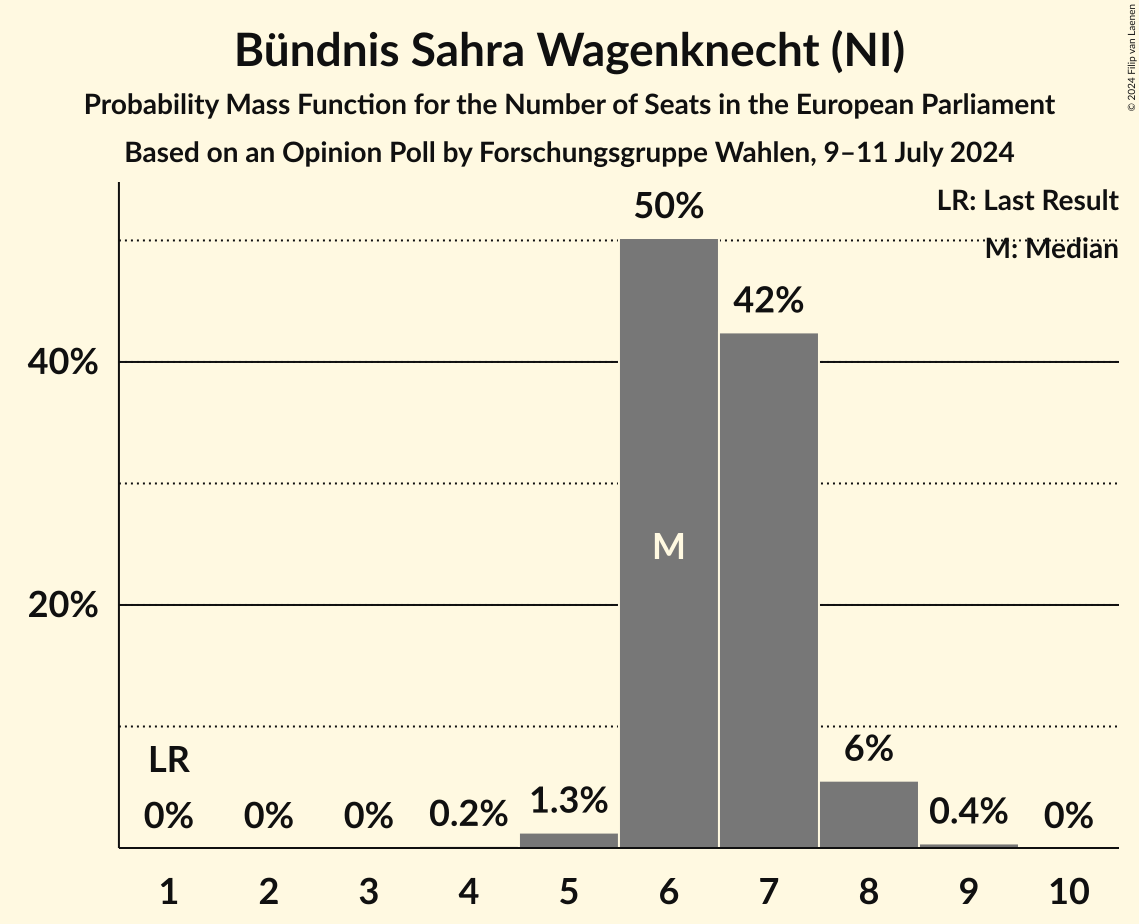 Bündnis Sahra Wagenknecht (NI)
Probability Mass Function for the Number of Seats in the European Parliament
Based on an Opinion Poll by Forschungsgruppe Wahlen, 9–11 July 2024
© 2024 Filip van Laenen
LR: Last Result
M: Median
50%
42%
40%
M
20%
LR
6%
0%
0%
0%
0.2%
1.3%
0.4%
0%
1 2 3 4 5 6 7 8 9 10